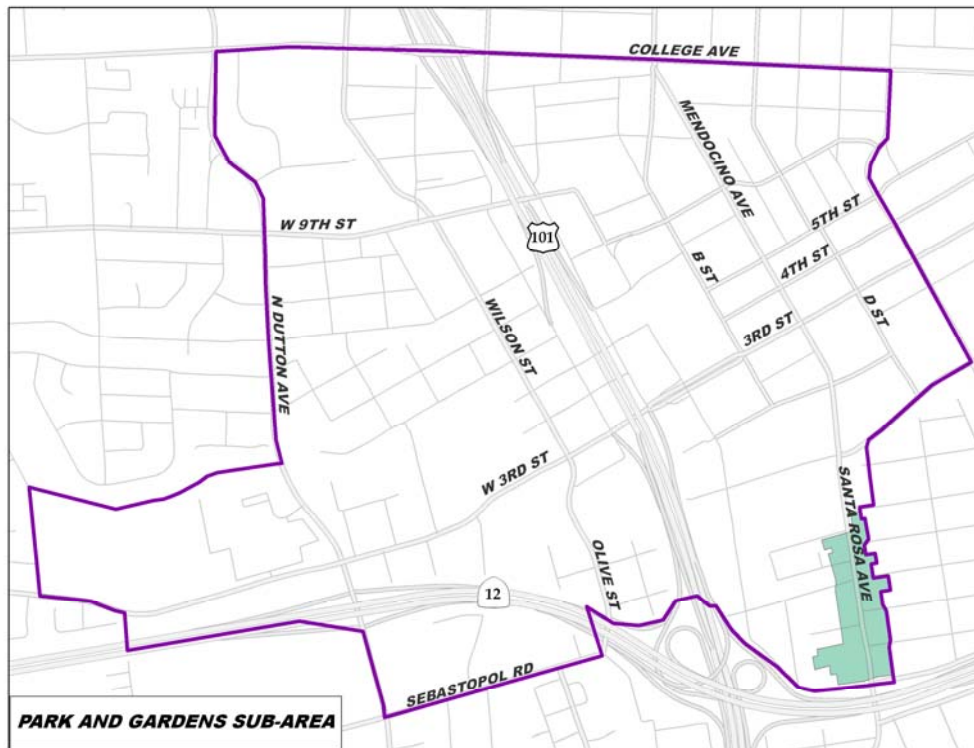 COLLEGE AVE
MENDOCINO AVE
W 9TH ST
5TH ST
101
4TH ST
B ST
N DUTTON AVE
WILSON ST
3RD ST
D ST
W 3RD ST
SANTA ROSA AVE
OLIVE ST
12
SEBASTOPOL RD
PARK AND GARDENS SUB-AREA